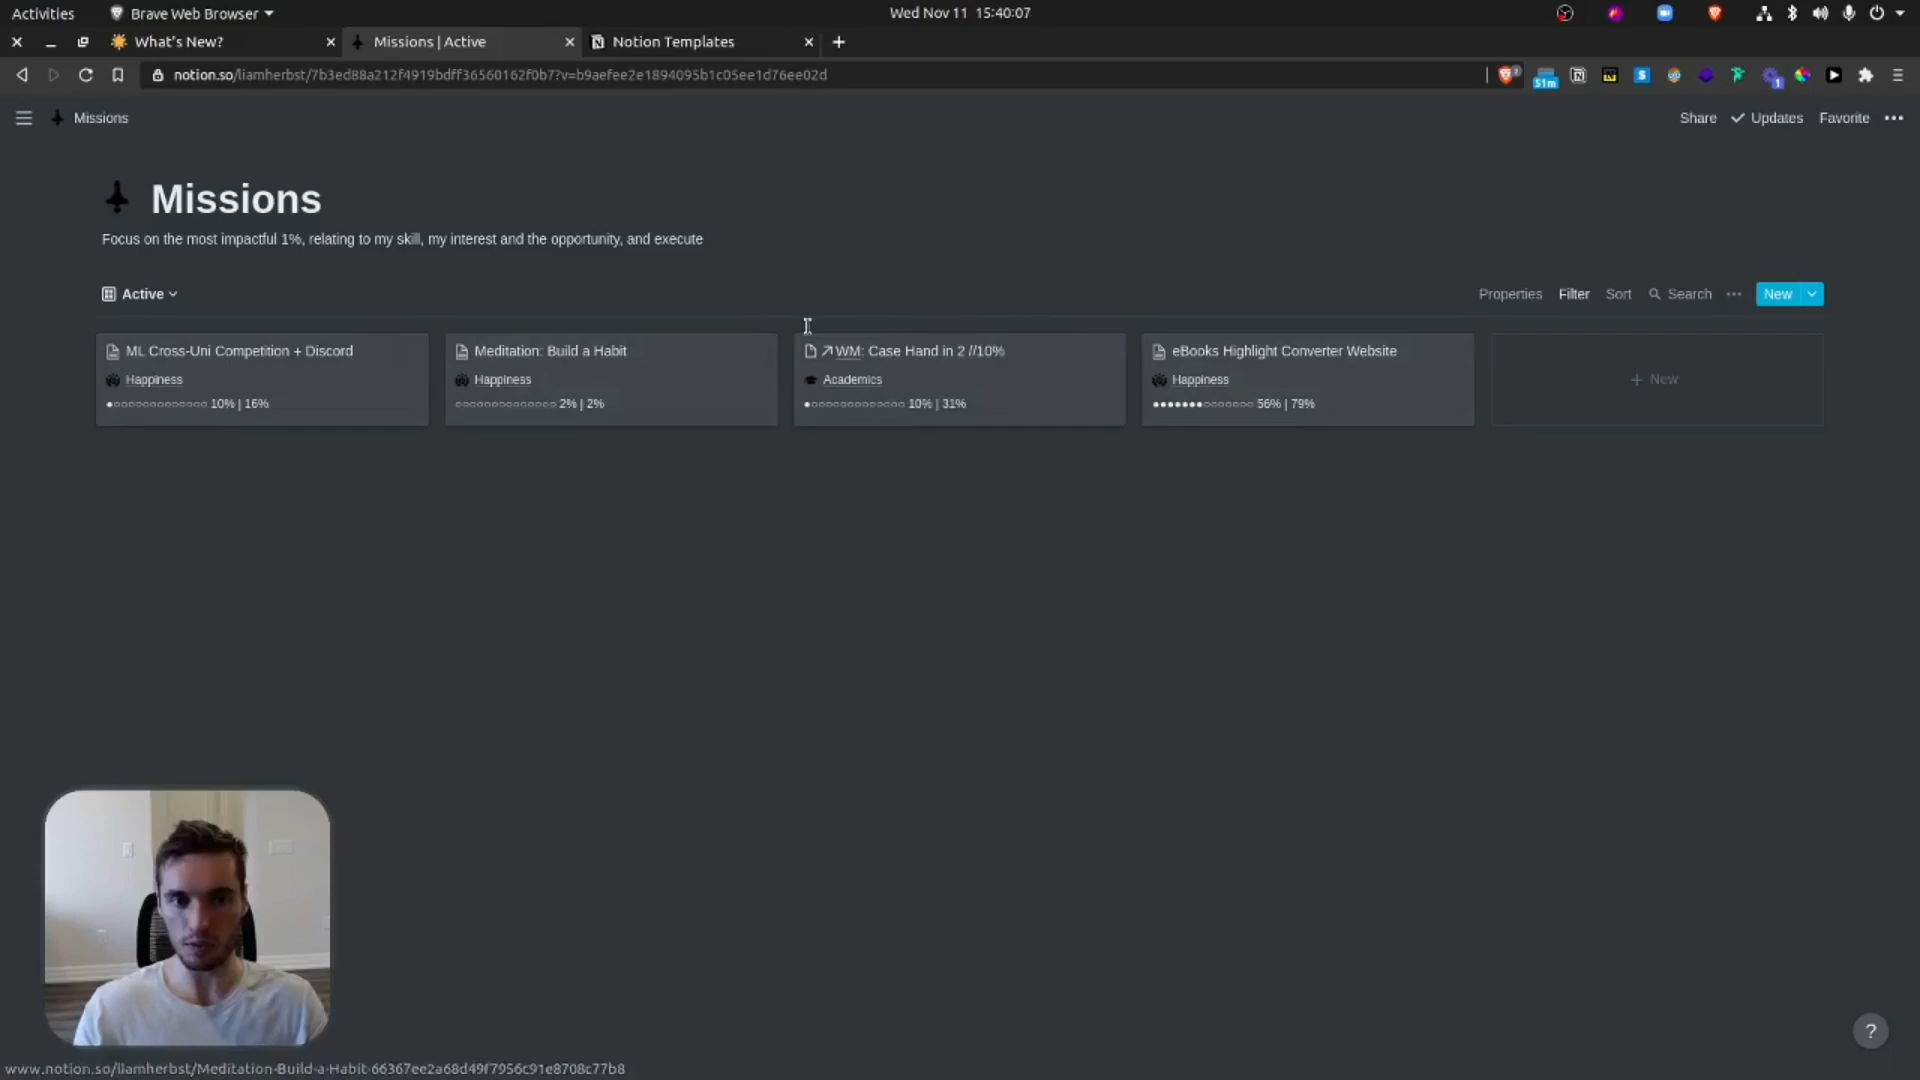 Activities
Brave Web Browser
Wed Nov 11 15:40:07
What's New?
Missions | Active
Notion Templates
notion.so/liamherbst/7b3ed88a212f4919bdff36560162f0b7?v=b9aefee2e1894095b1c05ee1d76ee02d
51m
1
Missions
Share
Updates
Favorite
Missions
Focus on the most impactful 1%, relating to my skill, my interest and the opportunity, and execute
Active
Properties
Filter
Sort
Search
New
ML Cross-Uni Competition + Discord
Happiness
10% | 16%
Meditation: Build a Habit
Happiness
2% | 2%
WM: Case Hand in 2 //10%
Academics
10% | 31%
eBooks Highlight Converter Website
Happiness
56% | 79%
+ New
?
www.notion.so/liamherbst/Meditation-Build-a-Habit-66367ee2a68d49f7956c91e8708c77b8